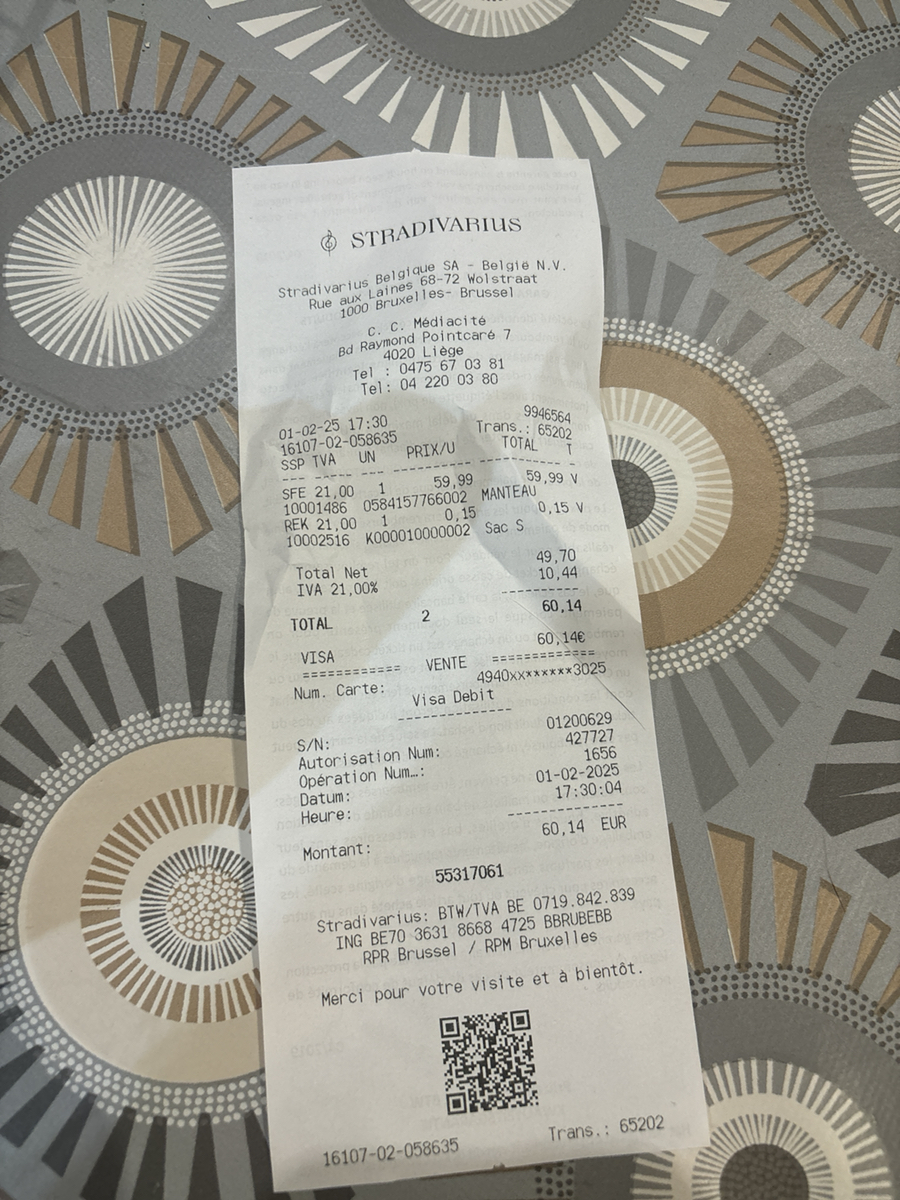 STRADIVARIUS
Stradivarius Belgique SA - België N.V.
Rue aux Laines 68-72 Wolstraat
1000 Bruxelles- Brussel
C. C. Médiacité
Bd Raymond Pointcaré 7
4020 Liège
Tel : 0475 67 03 81
Tel: 04 220 03 80
9946564
01-02-25 17:30 Trans.: 65202
16107-02-058635
SSP TVA UN PRIX/U TOTAL T
SFE 21,00 1 59,99 59,99 V
10001486 0584157766002 MANTEAU
REK 21,00 1 0,15 0,15 V
10002516 K000010000002 Sac S
Total Net 49,70
IVA 21,00% 10,44
TOTAL 2 60,14
VISA 60,14€
============ VENTE ============
Num. Carte: 4940xx******3025
Visa Debit
S/N: 01200629
Autorisation Num: 427727
Opération Num…: 1656
Datum: 01-02-2025
Heure: 17:30:04
Montant: 60,14 EUR
55317061
Stradivarius: BTW/TVA BE 0719.842.839
ING BE70 3631 8668 4725 BBRUBEBB
RPR Brussel / RPM Bruxelles
Merci pour votre visite et à bientôt.
16107-02-058635 Trans.: 65202